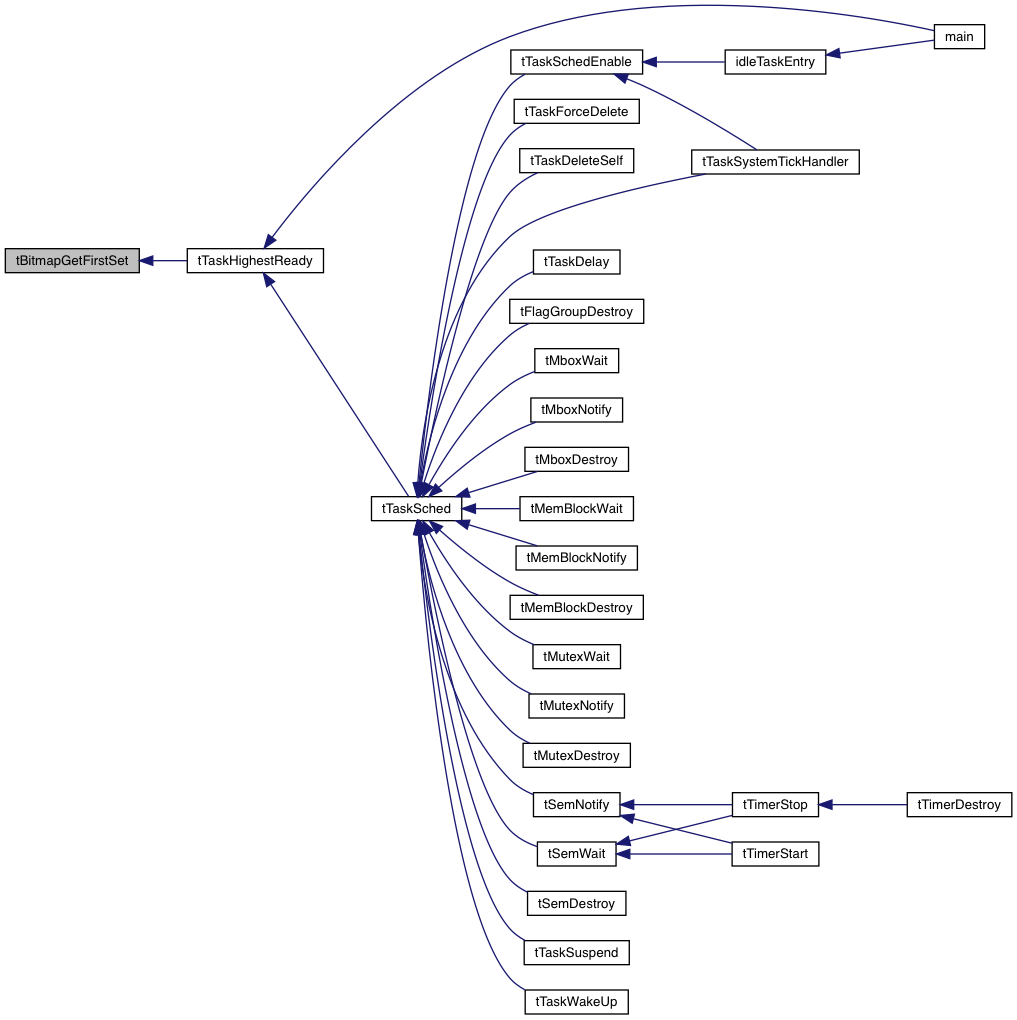 main
tTaskSchedEnable
idleTaskEntry
tTaskForceDelete
tTaskDeleteSelf
tTaskSystemTickHandler
tBitmapGetFirstSet
tTaskHighestReady
tTaskDelay
tFlagGroupDestroy
tMboxWait
tMboxNotify
tMboxDestroy
tTaskSched
tMemBlockWait
tMemBlockNotify
tMemBlockDestroy
tMutexWait
tMutexNotify
tMutexDestroy
tSemNotify
tTimerStop
tTimerDestroy
tSemWait
tTimerStart
tSemDestroy
tTaskSuspend
tTaskWakeUp